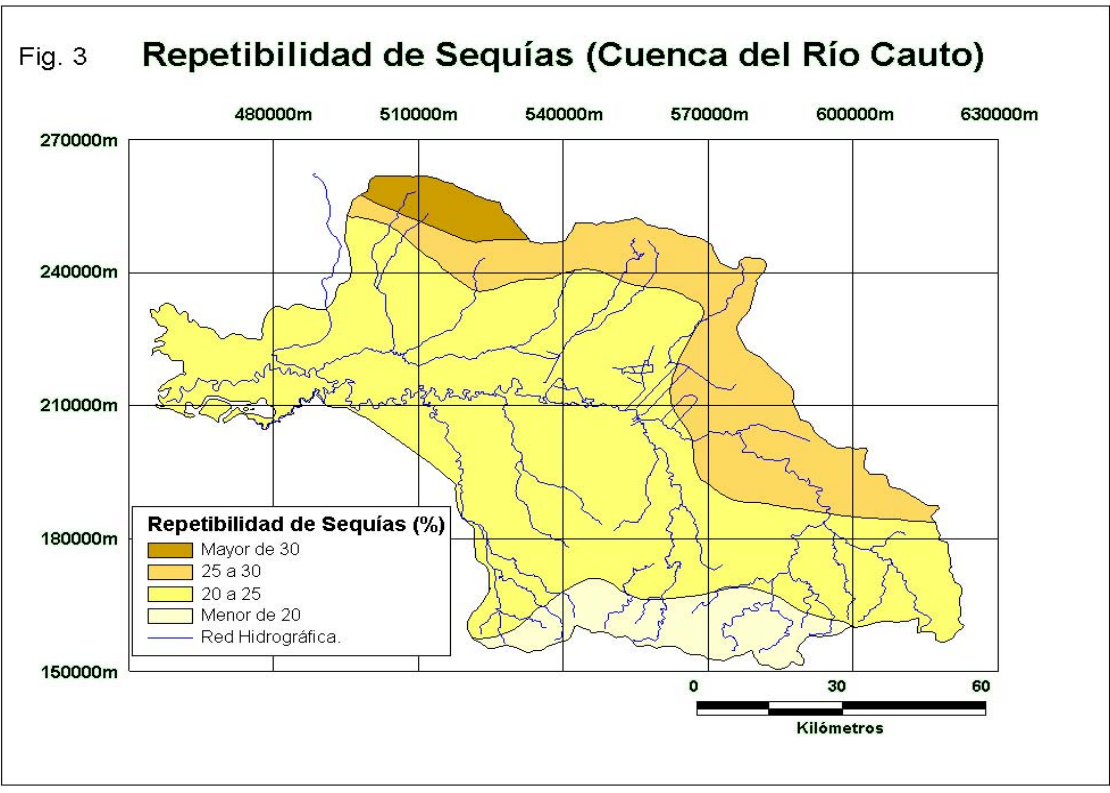 Fig. 3 Repetibilidad de Sequías (Cuenca del Río Cauto)
480000m 510000m 540000m 570000m 600000m 630000m
270000m
240000m
210000m
180000m
150000m
Repetibilidad de Sequías (%)
Mayor de 30
25 a 30
20 a 25
Menor de 20
Red Hidrográfica.
0 30 60
Kilómetros